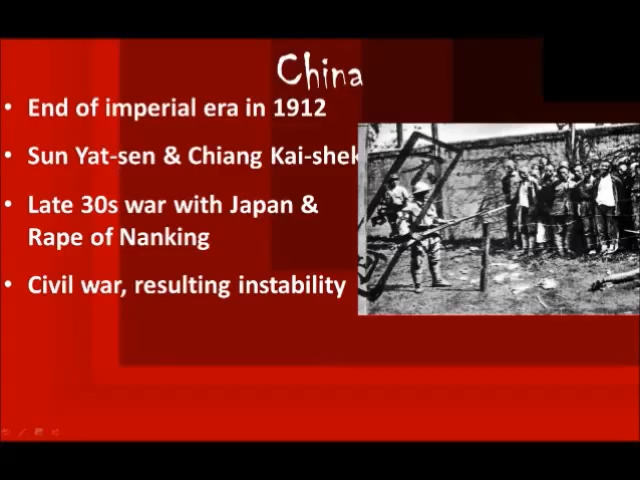 China
• End of imperial era in 1912
• Sun Yat-sen & Chiang Kai-shek
• Late 30s war with Japan &
Rape of Nanking
• Civil war, resulting instability